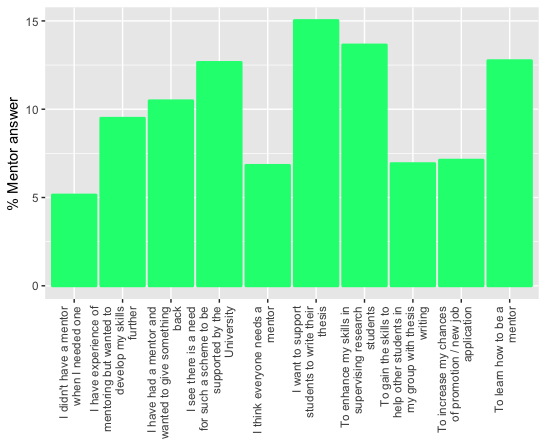 % Mentor answer
15
10
5
0
I didn't have a mentor
when I needed one
I have experience of
mentoring but wanted to
develop my skills
further
I have had a mentor and
wanted to give something
back
I see there is a need
for such a scheme to be
supported by the
University
I think everyone needs a
mentor
I want to support
students to write their
thesis
To enhance my skills in
supervising research
students
To gain the skills to
help other students in
my group with thesis
writing
To increase my chances
of promotion / new job
application
To learn how to be a
mentor